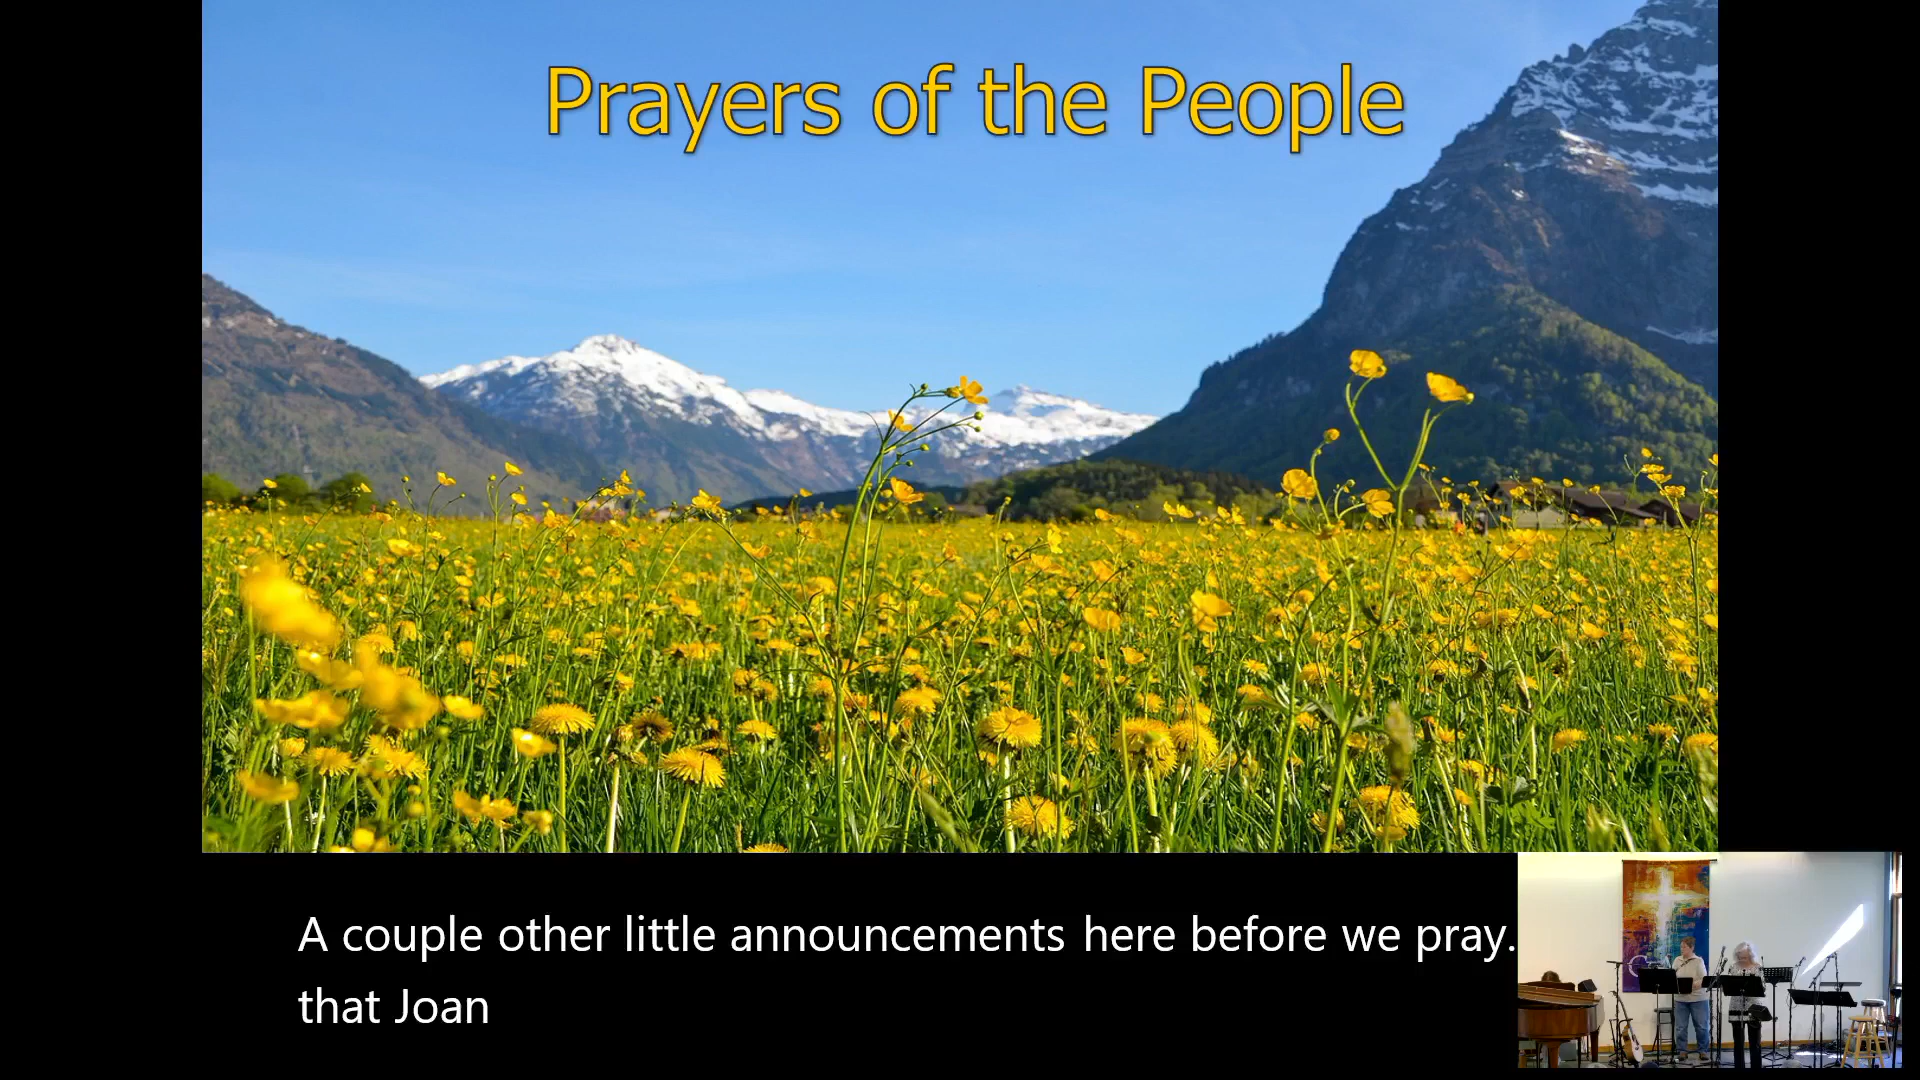 Prayers of the People
A couple other little announcements here before we pray.
that Joan